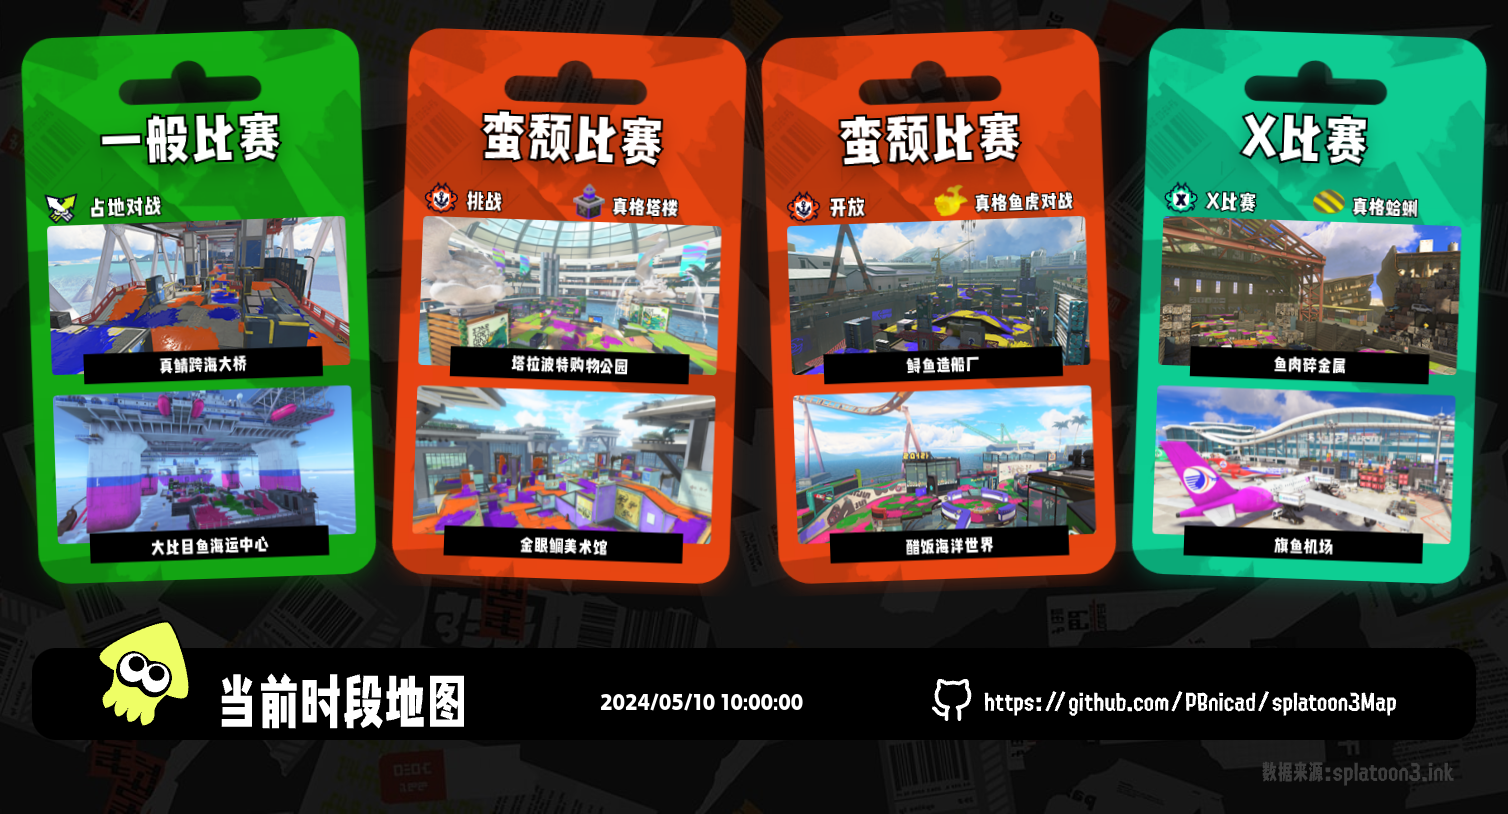 一般比赛
占地对战
真鲭跨海大桥
大比目鱼海运中心
蛮颓比赛
挑战
真格塔楼
塔拉波特购物公园
金眼鲷美术馆
蛮颓比赛
开放
真格鱼虎对战
鲟鱼造船厂
醋饭海洋世界
X比赛
X比赛
真格蛤蜊
鱼肉碎金属
旗鱼机场
当前时段地图
2024/05/10 10:00:00
https://github.com/PBnicad/splatoon3Map
数据来源:splatoon3.ink